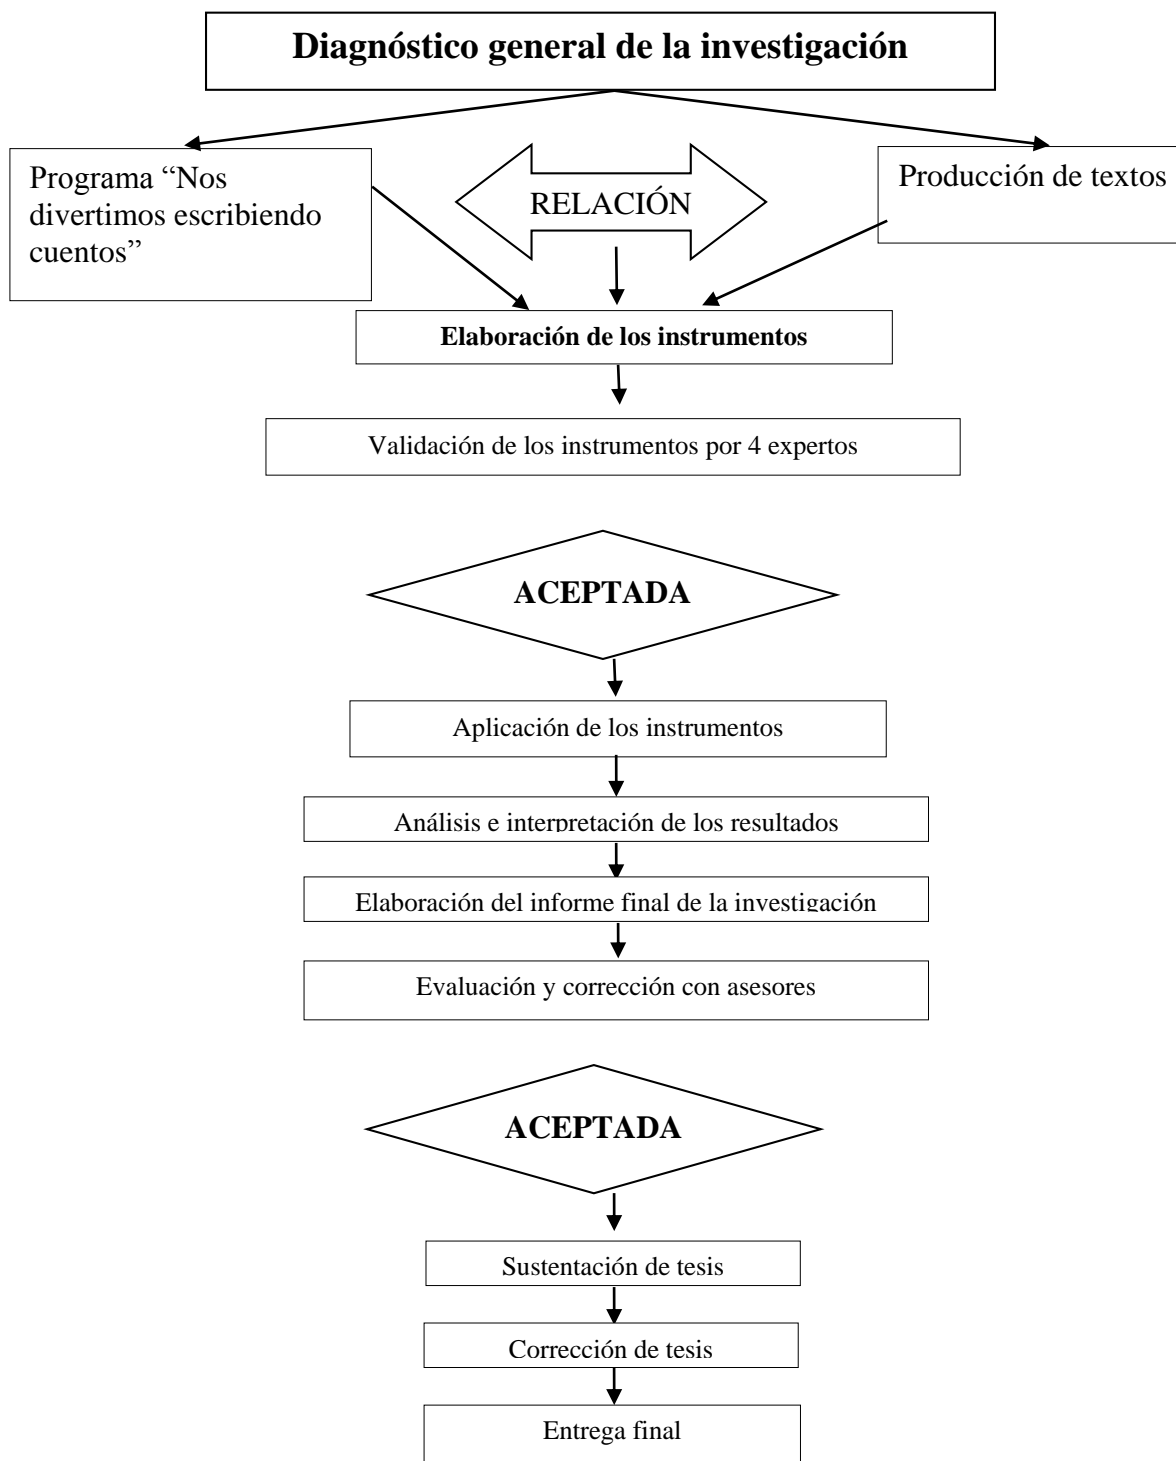 Diagnóstico general de la investigación
Programa “Nos
divertimos escribiendo
cuentos”
RELACIÓN
Producción de textos
Elaboración de los instrumentos
Validación de los instrumentos por 4 expertos
ACEPTADA
Aplicación de los instrumentos
Análisis e interpretación de los resultados
Elaboración del informe final de la investigación
Evaluación y corrección con asesores
ACEPTADA
Sustentación de tesis
Corrección de tesis
Entrega final